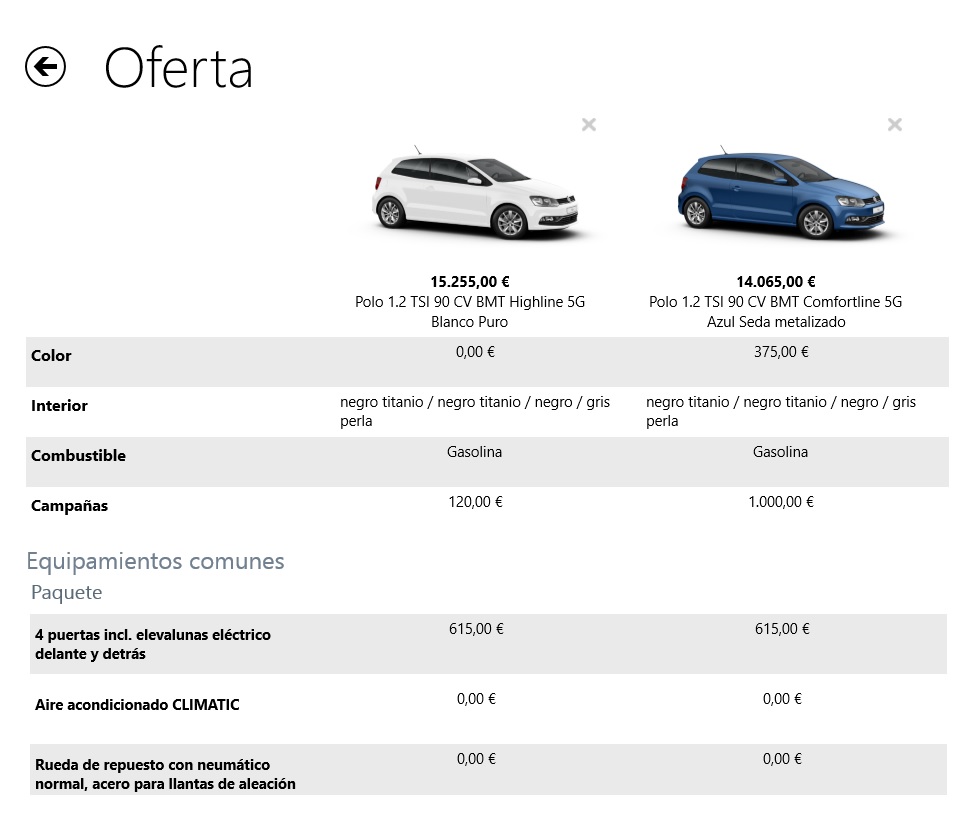 Oferta
15.255,00 €
Polo 1.2 TSI 90 CV BMT Highline 5G
Blanco Puro
14.065,00 €
Polo 1.2 TSI 90 CV BMT Comfortline 5G
Azul Seda metalizado
Color
0,00 €
375,00 €
Interior
negro titanio / negro titanio / negro / gris
perla
negro titanio / negro titanio / negro / gris
perla
Combustible
Gasolina
Gasolina
Campañas
120,00 €
1.000,00 €
Equipamientos comunes
Paquete
4 puertas incl. elevalunas eléctrico
delante y detrás
615,00 €
615,00 €
Aire acondicionado CLIMATIC
0,00 €
0,00 €
Rueda de repuesto con neumático
normal, acero para llantas de aleación
0,00 €
0,00 €